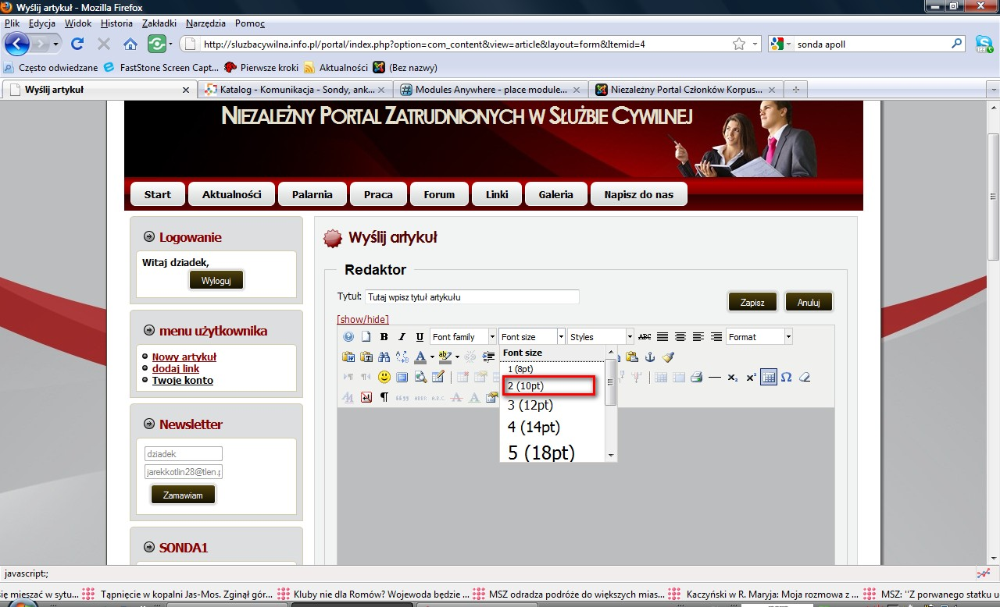 Wyślij artykuł - Mozilla Firefox
Plik Edycja Widok Historia Zakładki Narzędzia Pomoc
http://sluzbacywilna.info.pl/portal/index.php?option=com_content&view=article&layout=form&Itemid=4
sonda apoll
Często odwiedzane FastStone Screen Capt... Pierwsze kroki Aktualności (Bez nazwy)
Wyślij artykuł Katalog - Komunikacja - Sondy, ank... Modules Anywhere - place module... Niezależny Portal Członków Korpus...
Niezależny Portal Zatrudnionych w Służbie Cywilnej
Start Aktualności Palarnia Praca Forum Linki Galeria Napisz do nas
Logowanie
Witaj dziadek,
Wyloguj
menu użytkownika
Nowy artykuł
dodaj link
Twoje konto
Newsletter
dziadek
jarekkotlin28@tlen.p
Zamawiam
SONDA1
Wyślij artykuł
Redaktor
Tytuł: Tutaj wpisz tytuł artykułu
Zapisz Anuluj
[show/hide]
B I U Font family Font size Styles ABC Format
Font size
1 (8pt)
2 (10pt)
3 (12pt)
4 (14pt)
5 (18pt)
javascript:;
się mieszać w sytu... Tąpnięcie w kopalni Jas-Mos. Zginął gór... Kluby nie dla Romów? Wojewoda będzie ... MSZ odradza podróże do większych mias... Kaczyński w R. Maryja: Moja rozmowa z ... MSZ: "Z porwanego statku u